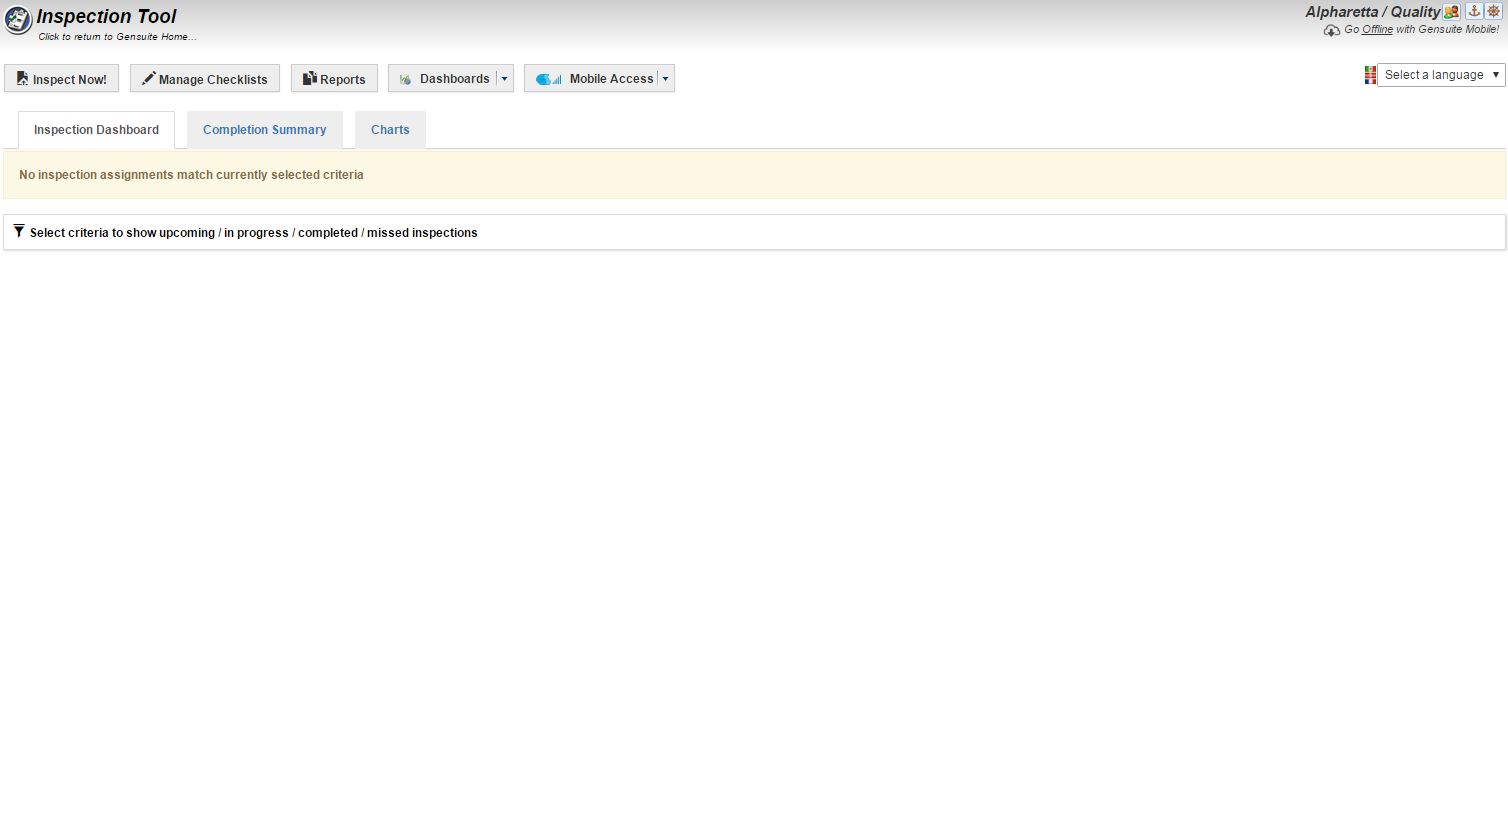 Inspection Tool
Click to return to Gensuite Home...
Alpharetta / Quality
Go Offline with Gensuite Mobile!
Inspect Now!
Manage Checklists
Reports
Dashboards
Mobile Access
Select a language
Inspection Dashboard
Completion Summary
Charts
No inspection assignments match currently selected criteria
Select criteria to show upcoming / in progress / completed / missed inspections